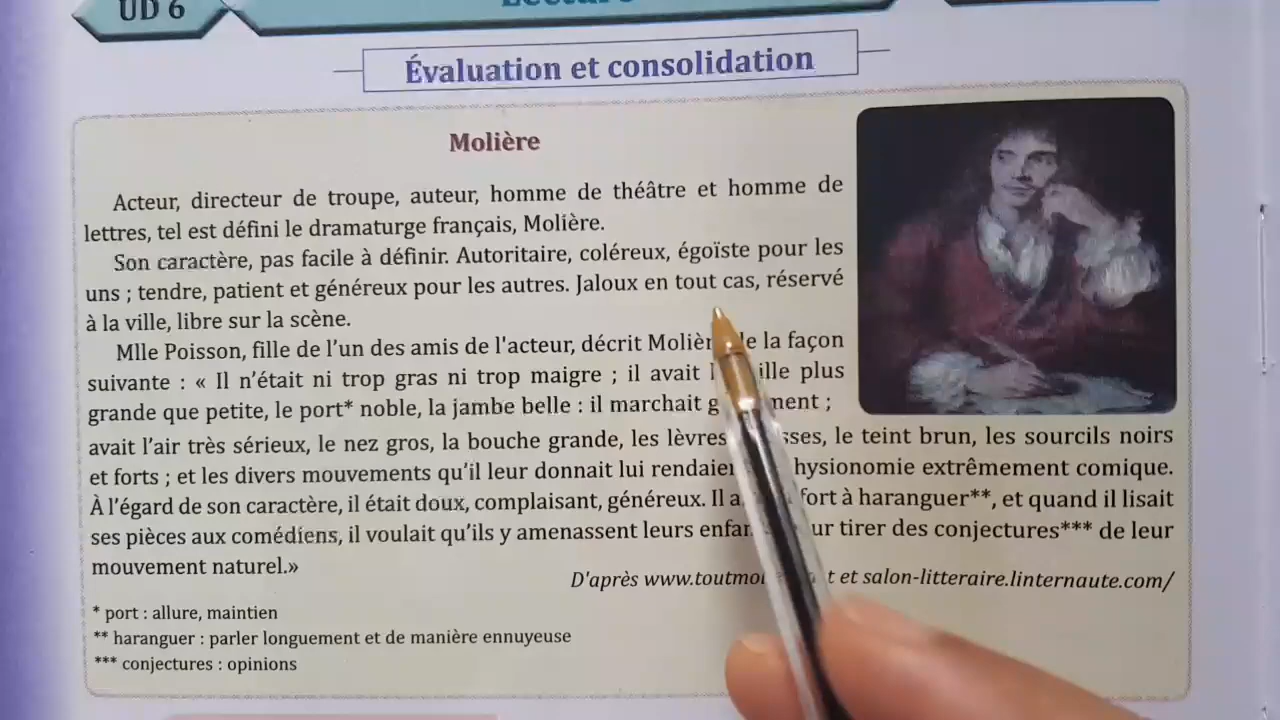 UD 6
Évaluation et consolidation
Molière
Acteur, directeur de troupe, auteur, homme de théâtre et homme de
lettres, tel est défini le dramaturge français, Molière.
Son caractère, pas facile à définir. Autoritaire, coléreux, égoïste pour les
uns ; tendre, patient et généreux pour les autres. Jaloux en tout cas, réservé
à la ville, libre sur la scène.
Mlle Poisson, fille de l'un des amis de l'acteur, décrit Molière de la façon
suivante : « Il n'était ni trop gras ni trop maigre ; il avait plus
grande que petite, le port* noble, la jambe belle : il marchait
avait l'air très sérieux, le nez gros, la bouche grande, les lèvres le teint brun, les sourcils noirs
et forts ; et les divers mouvements qu'il leur donnait lui physionomie extrêmement comique.
À l'égard de son caractère, il était doux, complaisant, généreux. Il fort à haranguer**, et quand il lisait
ses pièces aux comédiens, il voulait qu'ils y amenassent leurs tirer des conjectures*** de leur
mouvement naturel.»
D'après et salon-litteraire.linternaute.com/
* port : allure, maintien
** haranguer : parler longuement et de manière ennuyeuse
*** conjectures : opinions